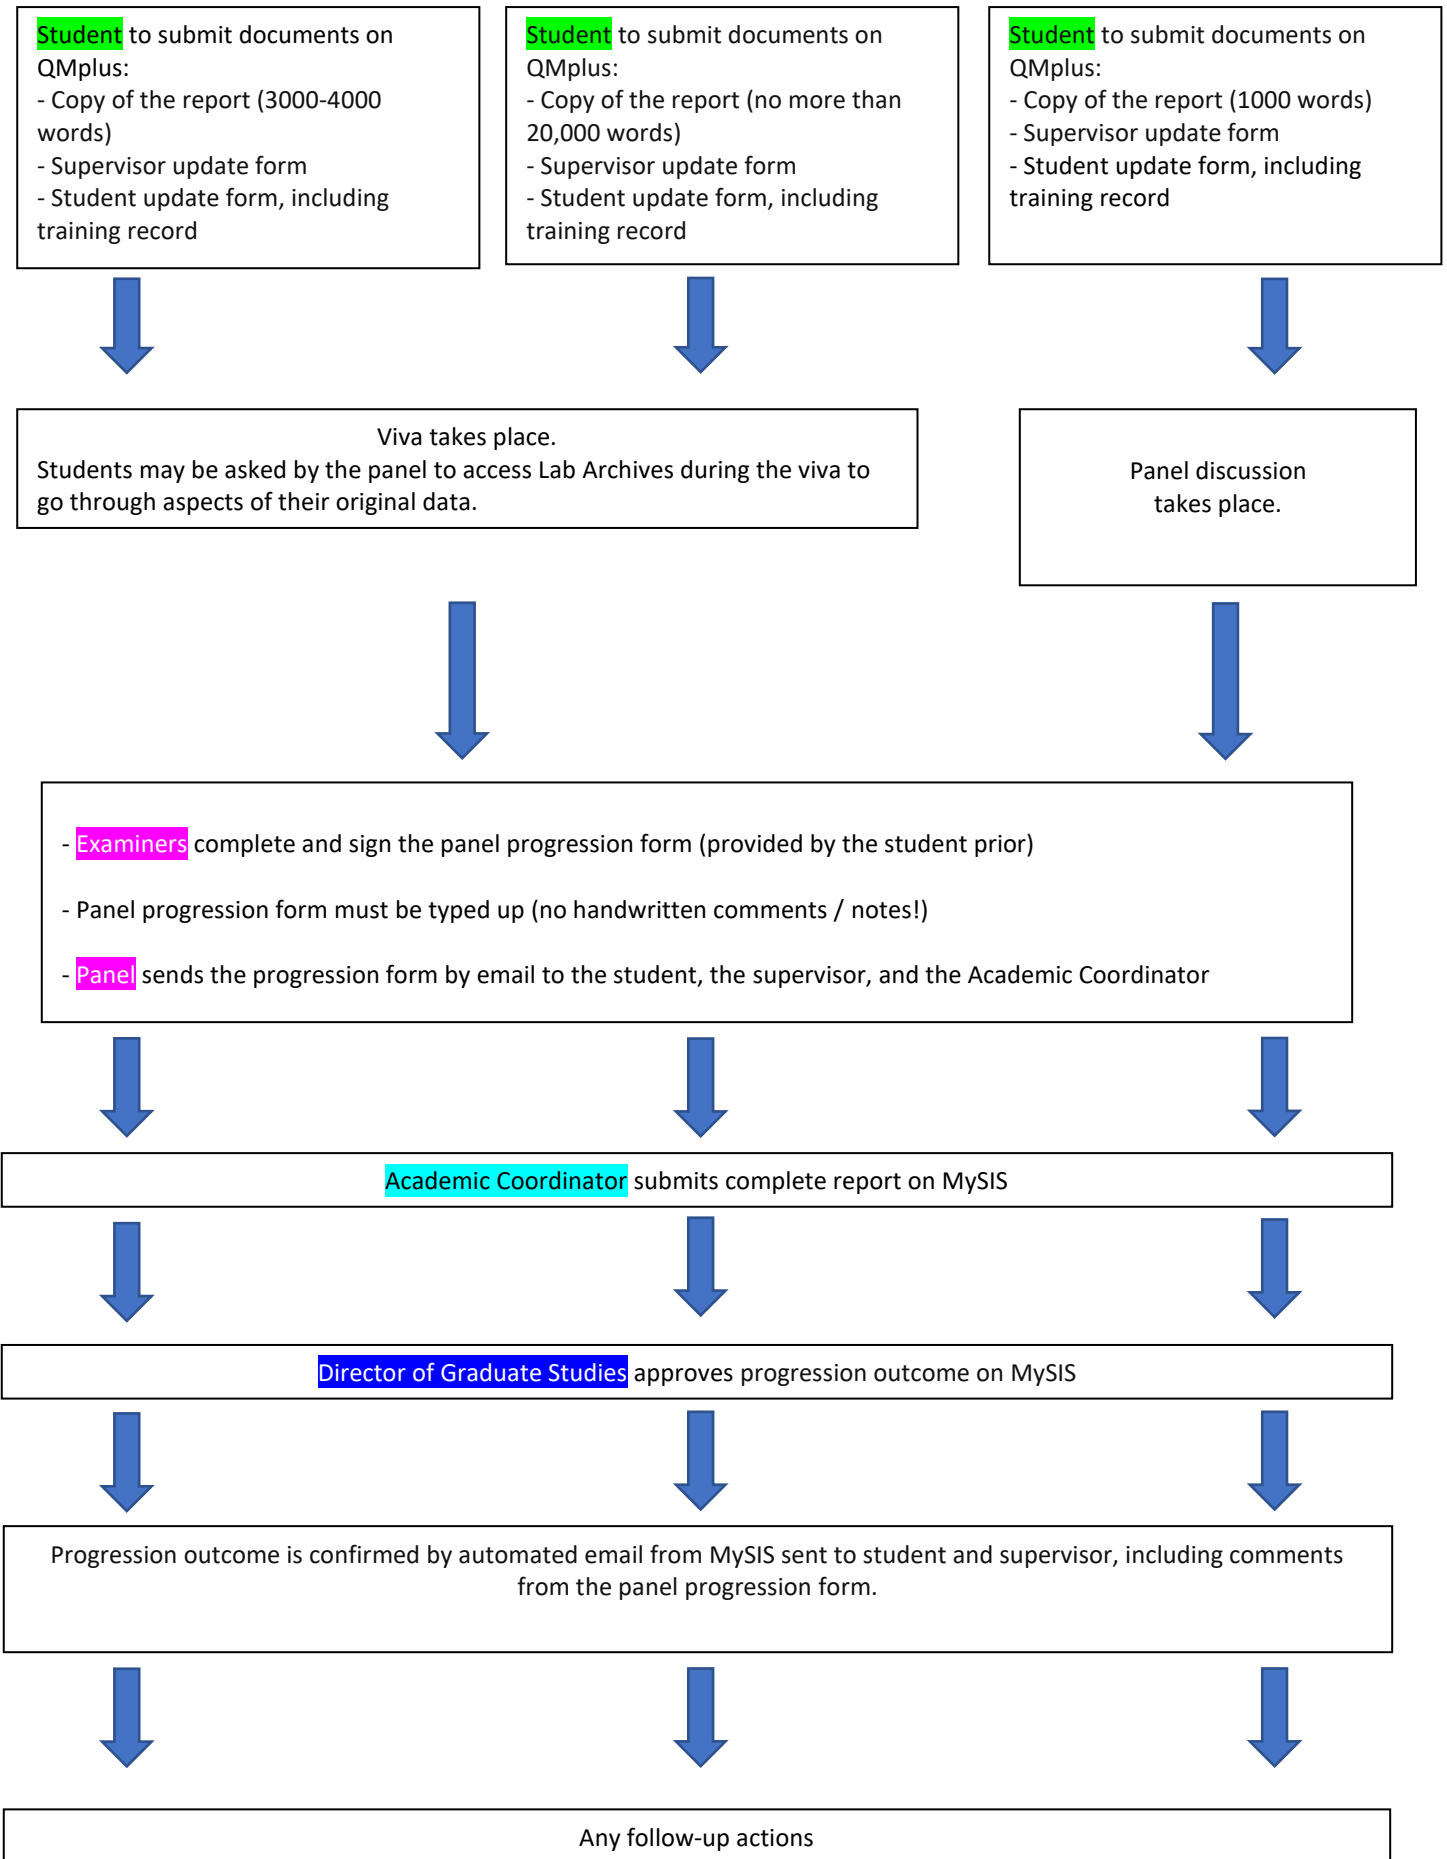 Student to submit documents on
QMplus:
- Copy of the report (3000-4000
words)
- Supervisor update form
- Student update form, including
training record
Student to submit documents on
QMplus:
- Copy of the report (no more than
20,000 words)
- Supervisor update form
- Student update form, including
training record
Student to submit documents on
QMplus:
- Copy of the report (1000 words)
- Supervisor update form
- Student update form, including
training record
Viva takes place.
Students may be asked by the panel to access Lab Archives during the viva to
go through aspects of their original data.
Panel discussion
takes place.
- Examiners complete and sign the panel progression form (provided by the student prior)
- Panel progression form must be typed up (no handwritten comments / notes!)
- Panel sends the progression form by email to the student, the supervisor, and the Academic Coordinator
Academic Coordinator submits complete report on MySIS
Director of Graduate Studies approves progression outcome on MySIS
Progression outcome is confirmed by automated email from MySIS sent to student and supervisor, including comments
from the panel progression form.
Any follow-up actions